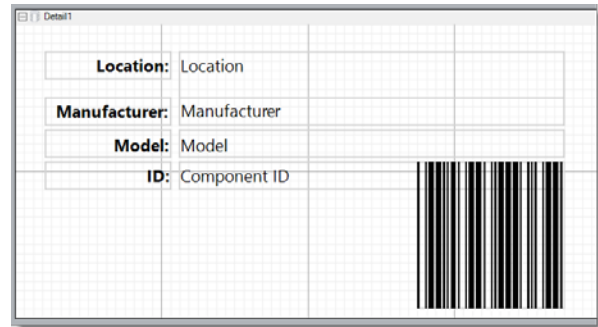 Detail1
Location: Location
Manufacturer: Manufacturer
Model: Model
ID: Component ID